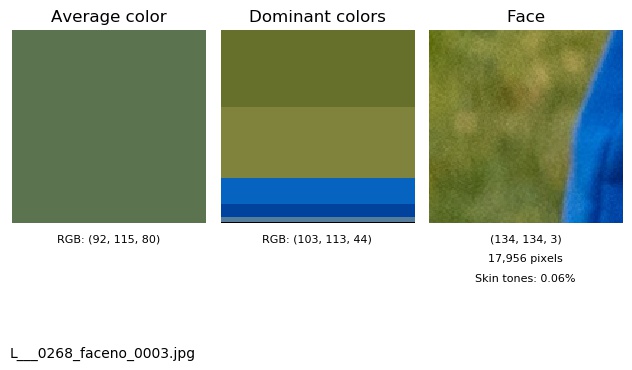 Average color
Dominant colors
Face
RGB: (92, 115, 80)
RGB: (103, 113, 44)
(134, 134, 3)
17,956 pixels
Skin tones: 0.06%
L___0268_faceno_0003.jpg